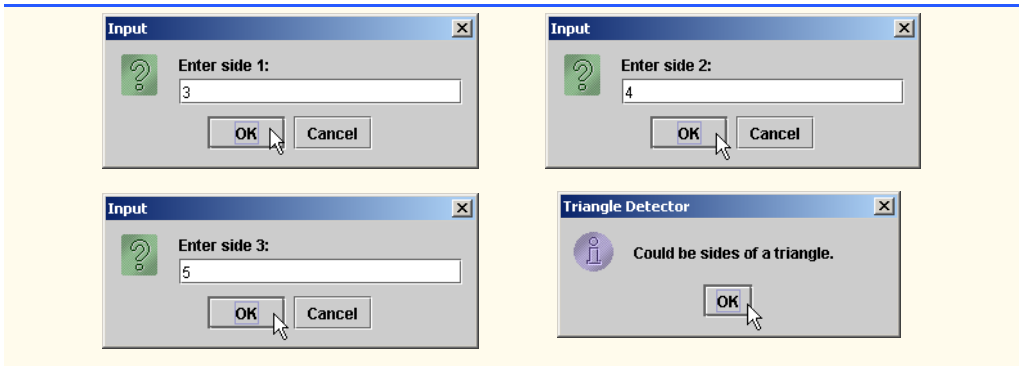 Input
Enter side 1:
3
OK Cancel
Input
Enter side 2:
4
OK Cancel
Input
Enter side 3:
5
OK Cancel
Triangle Detector
Could be sides of a triangle.
OK